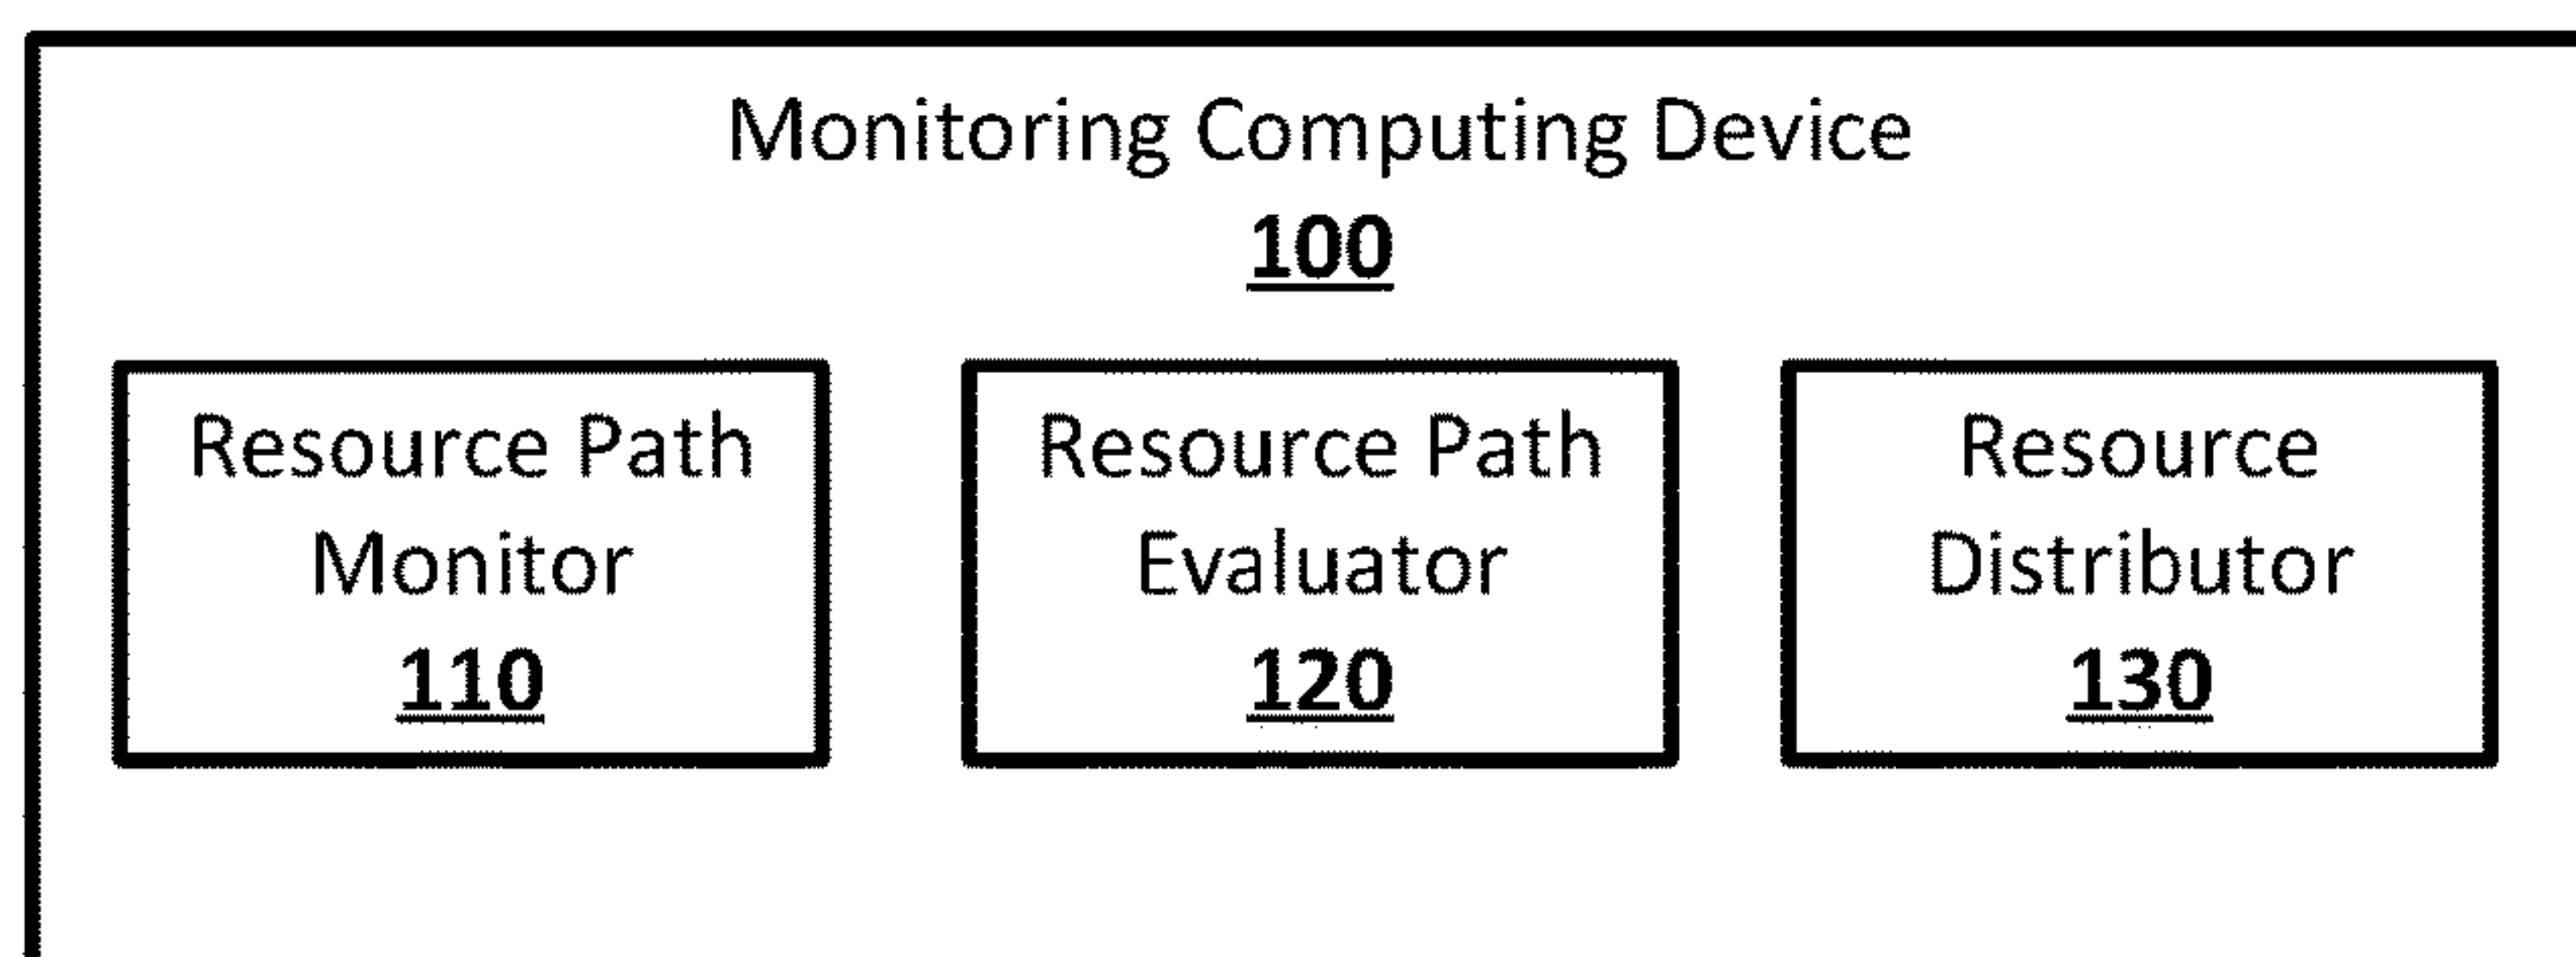 Monitoring Computing Device
100
Resource Path
Monitor
110
Resource Path
Evaluator
120
Resource
Distributor
130